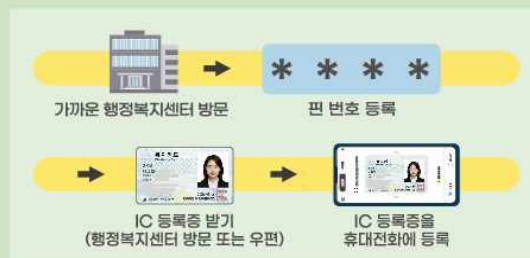 * * * *
가까운 행정복지센터 방문
핀 번호 등록
IC 등록증 받기
(행정복지센터 방문 또는 우편)
IC 등록증을
휴대전화에 등록